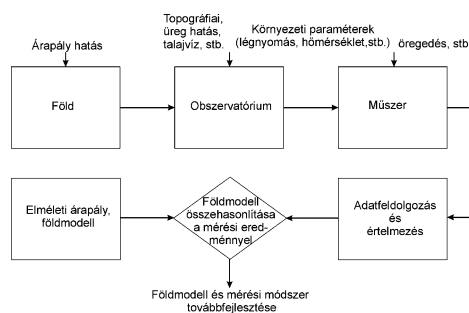 Árapály hatás
Topográfiai,
üreg hatás,
talajvíz, stb.
Környezeti paraméterek
(légnyomás, hőmérséklet,stb.)
öregedés, stb
Föld
Obszervatórium
Műszer
Elméleti árapály,
földmodell
Földmodell
összehasonlítása
a mérési ered-
ménnyel
Adatfeldolgozás
és
értelmezés
Földmodell és mérési módszer
továbbfejlesztése